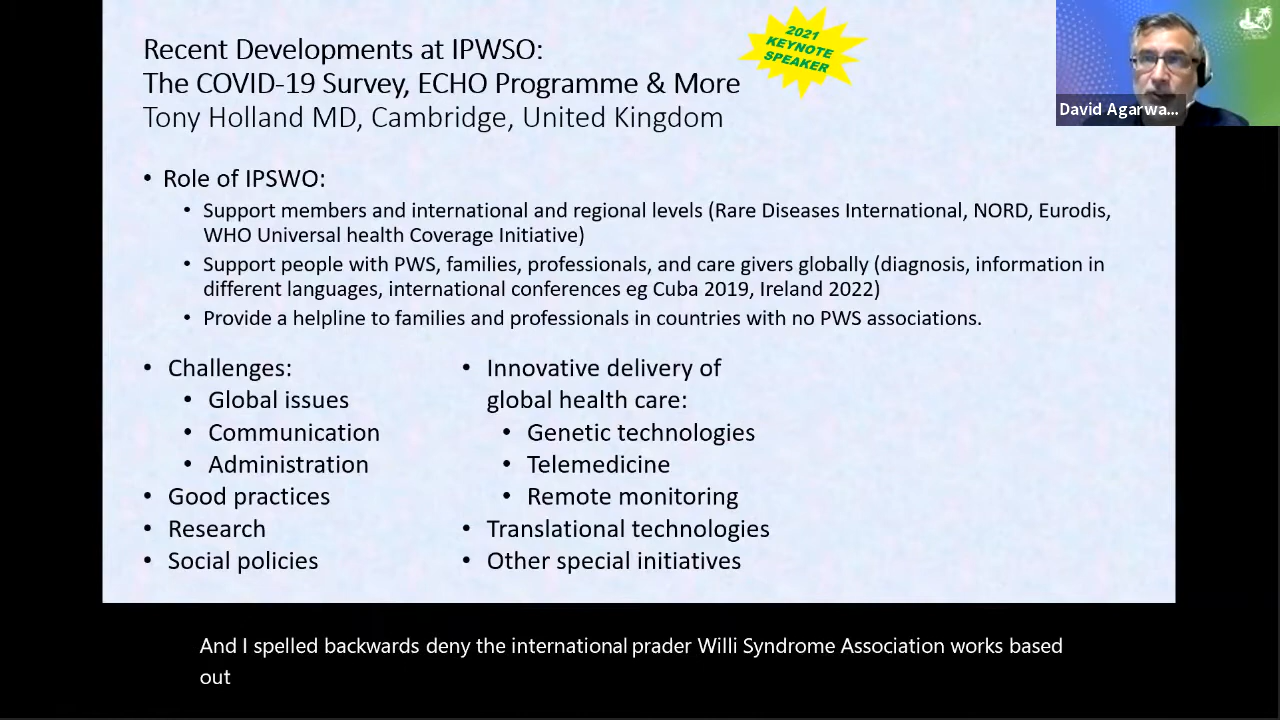 Recent Developments at IPWSO:
The COVID-19 Survey, ECHO Programme & More
Tony Holland MD, Cambridge, United Kingdom
2021
KEYNOTE
SPEAKER
David Agarwa...
• Role of IPSWO:
• Support members and international and regional levels (Rare Diseases International, NORD, Eurodis,
WHO Universal health Coverage Initiative)
• Support people with PWS, families, professionals, and care givers globally (diagnosis, information in
different languages, international conferences eg Cuba 2019, Ireland 2022)
• Provide a helpline to families and professionals in countries with no PWS associations.
• Challenges:
• Global issues
• Communication
• Administration
• Good practices
• Research
• Social policies
• Innovative delivery of
global health care:
• Genetic technologies
• Telemedicine
• Remote monitoring
• Translational technologies
• Other special initiatives
And I spelled backwards deny the international prader Willi Syndrome Association works based
out